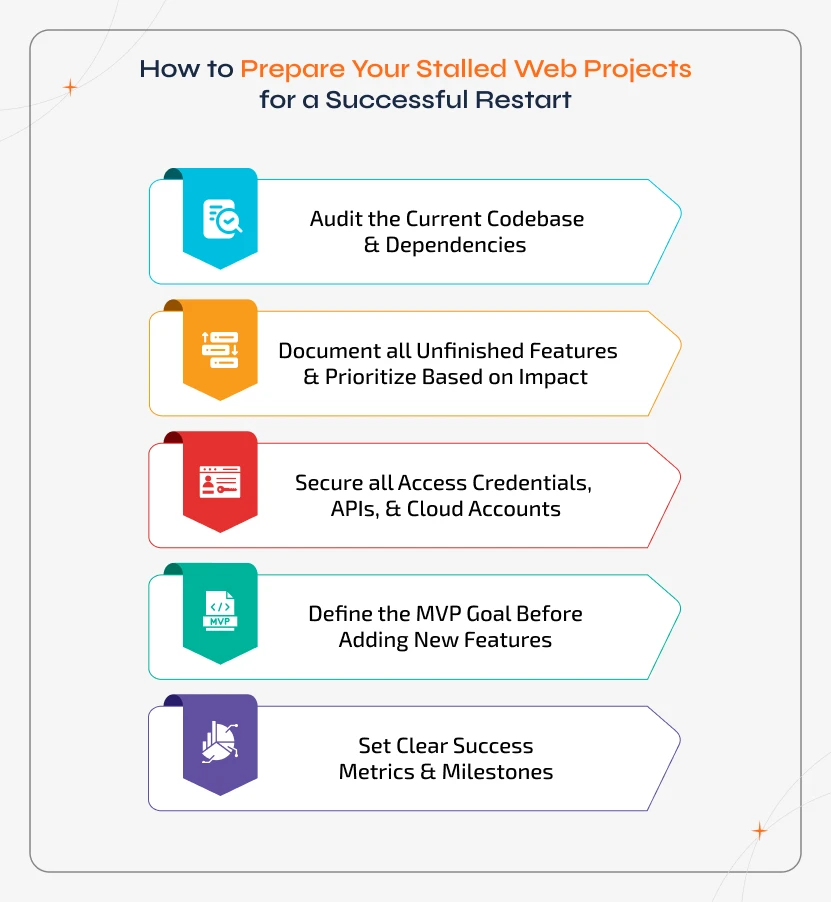 How to Prepare Your Stalled Web Projects
for a Successful Restart
Audit the Current Codebase
& Dependencies
Document all Unfinished Features
& Prioritize Based on Impact
Secure all Access Credentials,
APIs, & Cloud Accounts
MVP
Define the MVP Goal Before
Adding New Features
Set Clear Success
Metrics & Milestones